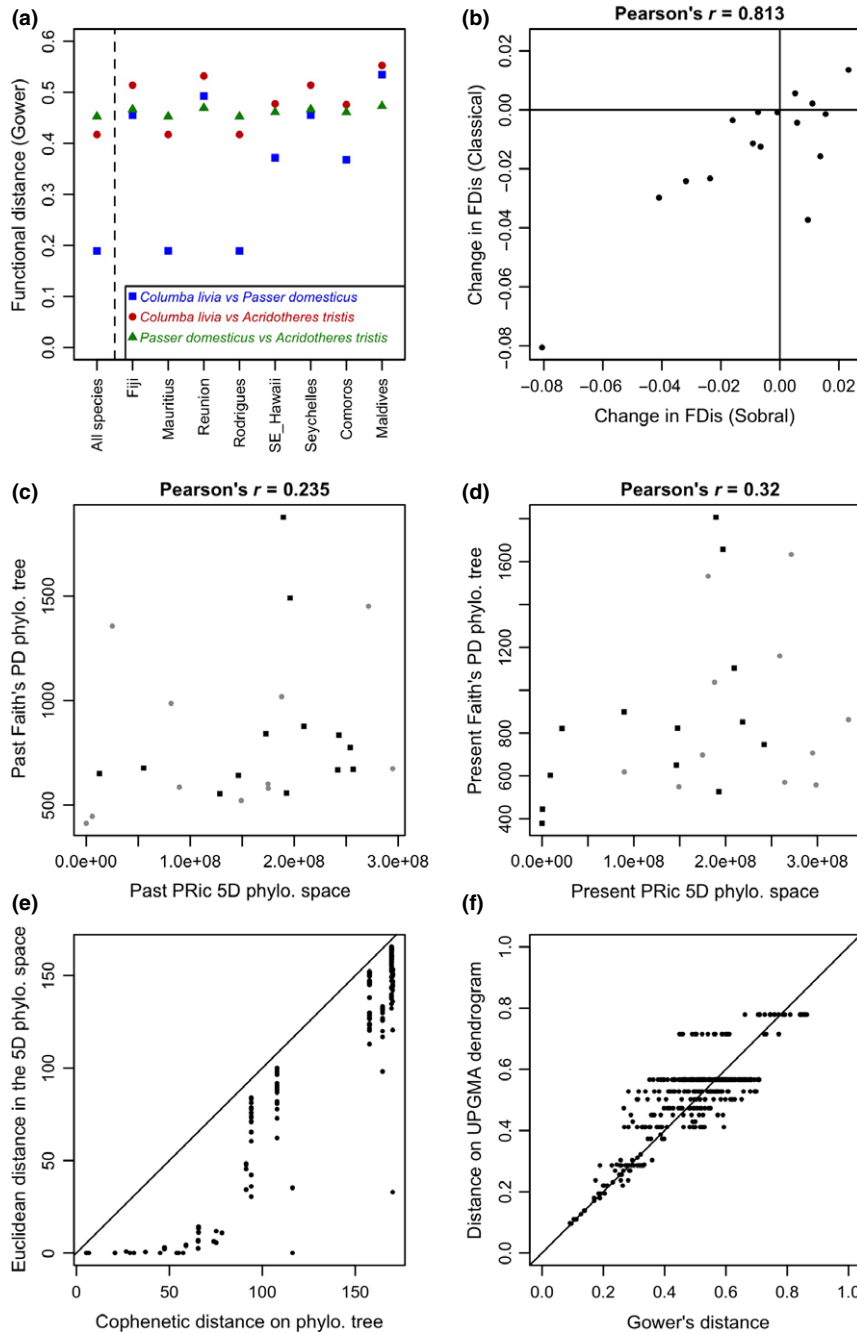 (a)
Functional distance (Gower)
0.6
0.5
0.4
0.3
0.2
0.1
0.0
Columba livia vs Passer domesticus
Columba livia vs Acridotheres tristis
Passer domesticus vs Acridotheres tristis
All species
Fiji
Mauritius
Reunion
Rodrigues
SE_Hawaii
Seychelles
Comoros
Maldives
(b)
Pearson's r = 0.813
Change in FDis (Classical)
0.02
0.00
−0.02
−0.04
−0.06
−0.08
−0.08 −0.06 −0.04 −0.02 0.00 0.02
Change in FDis (Sobral)
(c)
Pearson's r = 0.235
Past Faith's PD phylo. tree
1500
1000
500
0.0e+00 1.0e+08 2.0e+08 3.0e+08
Past PRic 5D phylo. space
(d)
Pearson's r = 0.32
Present Faith's PD phylo. tree
1600
1200
800
600
400
0.0e+00 1.0e+08 2.0e+08 3.0e+08
Present PRic 5D phylo. space
(e)
Euclidean distance in the 5D phylo. space
150
100
50
0
0 50 100 150
Cophenetic distance on phylo. tree
(f)
Distance on UPGMA dendrogram
1.0
0.8
0.6
0.4
0.2
0.0
0.0 0.2 0.4 0.6 0.8 1.0
Gower's distance